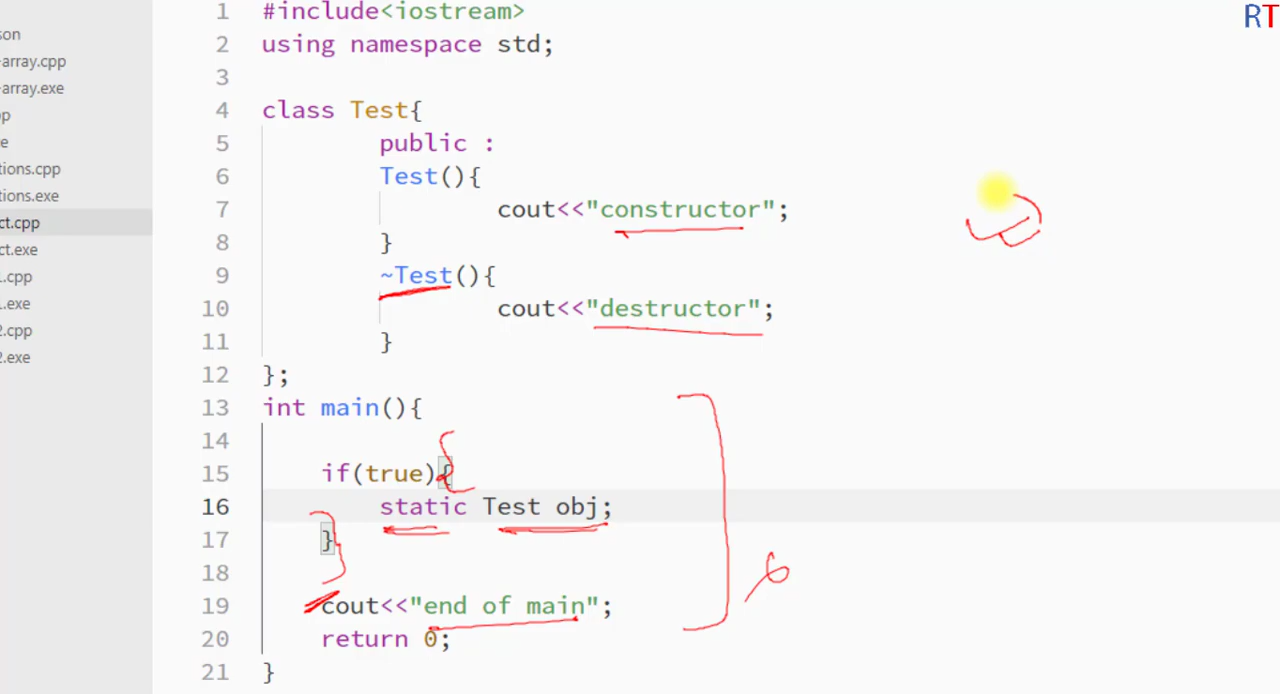 RT
son
-array.cpp
-array.exe
pp
e
tions.cpp
tions.exe
ct.cpp
ct.exe
1.cpp
1.exe
2.cpp
2.exe
1 #include<iostream>
2 using namespace std;
3
4 class Test{
5 public :
6 Test(){
7 cout<<"constructor";
8 }
9 ~Test(){
10 cout<<"destructor";
11 }
12 };
13 int main(){
14
15 if(true){
16 static Test obj;
17 }
18
19 cout<<"end of main";
20 return 0;
21 }